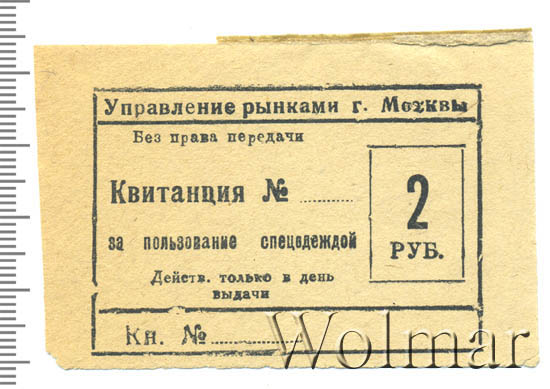 Управление рынками г. Москвы
Без права передачи
Квитанция № ..........
за пользование спецодеждой
Действ. только в день
выдачи
2
РУБ.
Кн. № ..........
Wolmar